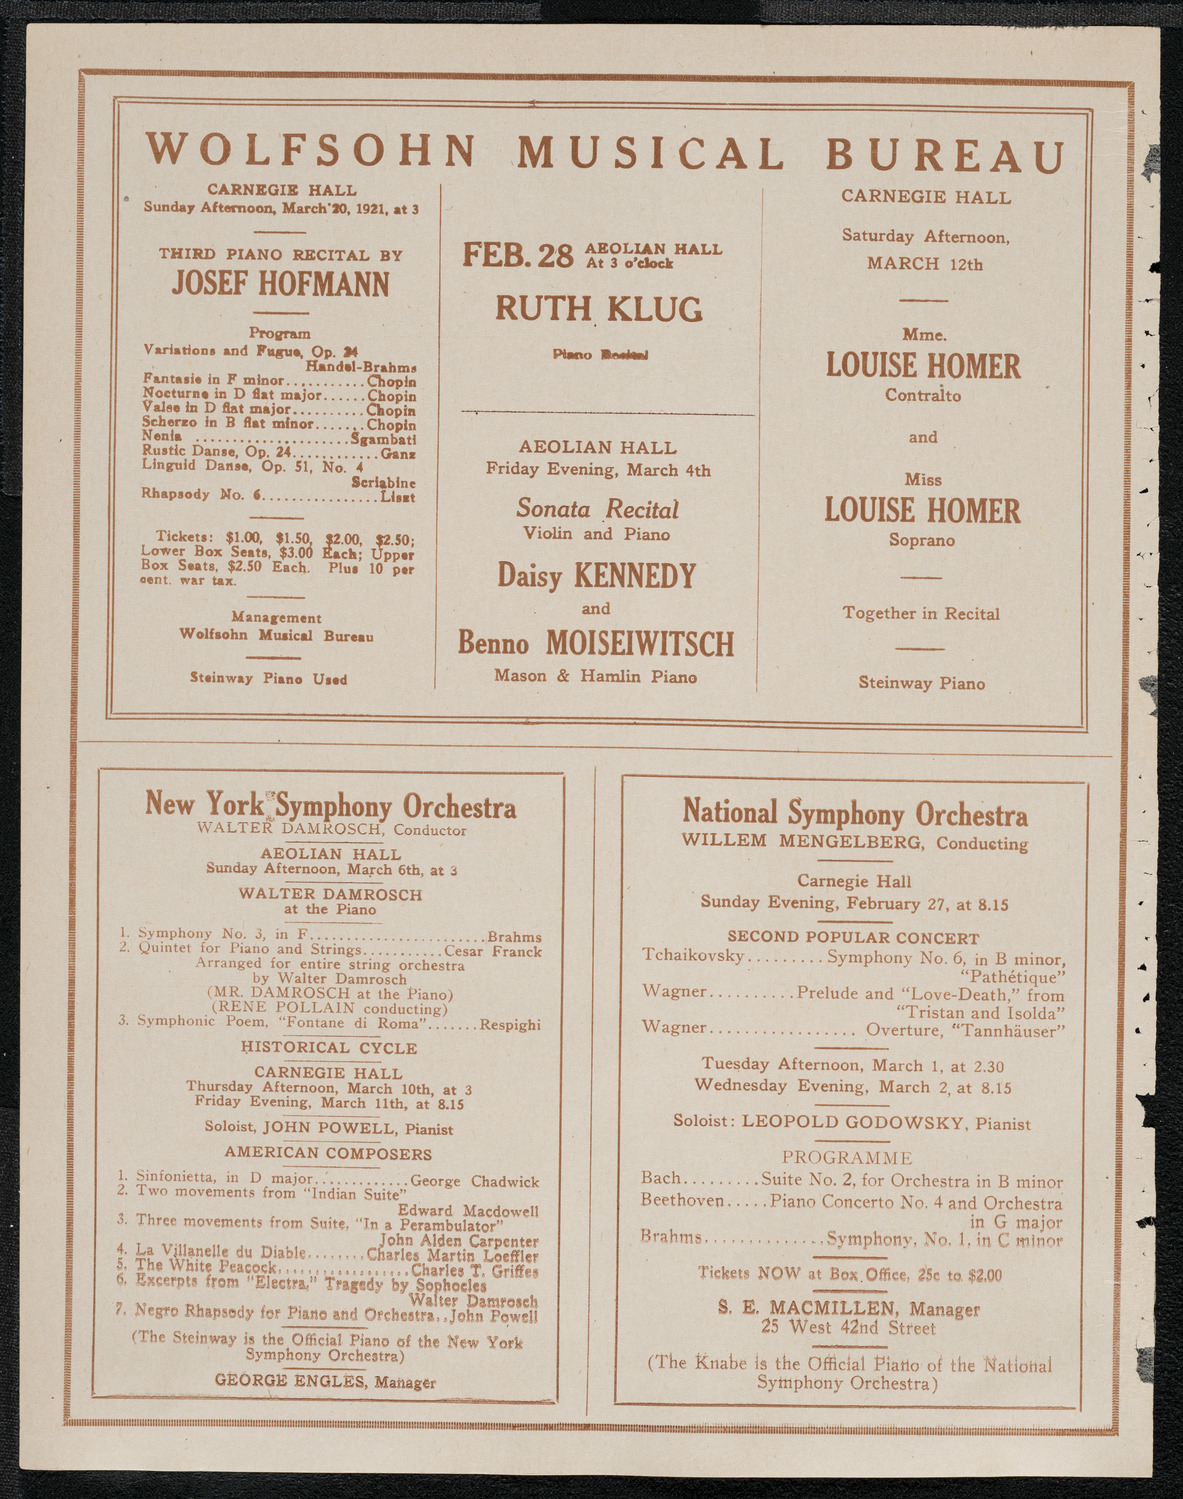 WOLFSOHN MUSICAL BUREAU
CARNEGIE HALL
Sunday Afternoon, March 20, 1921, at 3
THIRD PIANO RECITAL BY
JOSEF HOFMANN
Program
Variations and Fugue, Op. 24
Handel-Brahms
Fantasie in F minor...........Chopin
Nocturne in D flat major......Chopin
Valse in D flat major..........Chopin
Scherzo in B flat minor.......Chopin
Nenia .....................Sgambati
Rustic Danse, Op. 24............Ganz
Linguid Danse, Op. 51, No. 4
Scriabine
Rhapsody No. 6................Liszt
Tickets: $1.00, $1.50, $2.00, $2.50;
Lower Box Seats, $3.00 Each; Upper
Box Seats, $2.50 Each. Plus 10 per
cent. war tax.
Management
Wolfsohn Musical Bureau
Steinway Piano Used
FEB. 28 AEOLIAN HALL
At 3 o'clock
RUTH KLUG
Piano Recital
AEOLIAN HALL
Friday Evening, March 4th
Sonata Recital
Violin and Piano
Daisy KENNEDY
and
Benno MOISEIWITSCH
Mason & Hamlin Piano
CARNEGIE HALL
Saturday Afternoon,
MARCH 12th
Mme.
LOUISE HOMER
Contralto
and
Miss
LOUISE HOMER
Soprano
Together in Recital
Steinway Piano
New York Symphony Orchestra
WALTER DAMROSCH, Conductor
AEOLIAN HALL
Sunday Afternoon, March 6th, at 3
WALTER DAMROSCH
at the Piano
1. Symphony No. 3, in F.......................Brahms
2. Quintet for Piano and Strings...........Cesar Franck
Arranged for entire string orchestra
by Walter Damrosch
(MR. DAMROSCH at the Piano)
(RENE POLLAIN conducting)
3. Symphonic Poem, "Fontane di Roma".......Respighi
HISTORICAL CYCLE
CARNEGIE HALL
Thursday Afternoon, March 10th, at 3
Friday Evening, March 11th, at 8.15
Soloist, JOHN POWELL, Pianist
AMERICAN COMPOSERS
1. Sinfonietta, in D major.............George Chadwick
2. Two movements from "Indian Suite"
Edward Macdowell
3. Three movements from Suite, "In a Perambulator"
John Alden Carpenter
4. La Villanelle du Diable........Charles Martin Loeffler
5. The White Peacock..................Charles T. Griffes
6. Excerpts from "Electra," Tragedy by Sophocles
Walter Damrosch
7. Negro Rhapsody for Piano and Orchestra..John Powell
(The Steinway is the Official Piano of the New York
Symphony Orchestra)
GEORGE ENGLES, Manager
National Symphony Orchestra
WILLEM MENGELBERG, Conducting
Carnegie Hall
Sunday Evening, February 27, at 8.15
SECOND POPULAR CONCERT
Tchaikovsky.........Symphony No. 6, in B minor,
"Pathétique"
Wagner..........Prelude and "Love-Death," from
"Tristan and Isolda"
Wagner................. Overture, "Tannhäuser"
Tuesday Afternoon, March 1, at 2.30
Wednesday Evening, March 2, at 8.15
Soloist: LEOPOLD GODOWSKY, Pianist
PROGRAMME
Bach.........Suite No. 2, for Orchestra in B minor
Beethoven.....Piano Concerto No. 4 and Orchestra
in G major
Brahms..............Symphony, No. 1, in C minor
Tickets NOW at Box Office, 25c to $2.00
S. E. MACMILLEN, Manager
25 West 42nd Street
(The Knabe is the Official Piano of the National
Symphony Orchestra)